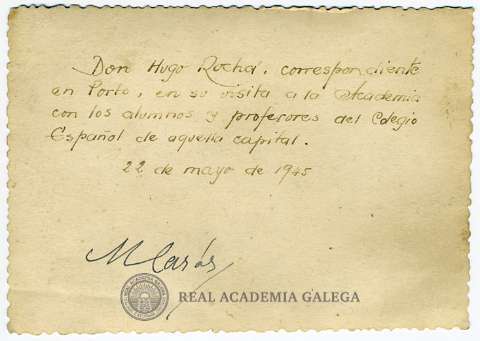 Don Hugo Rocha, correspondiente
en Porto, en su visita a la Academia
con los alumnos y profesores del Colegio
Español de aquella capital.
22 de mayo de 1945
REAL ACADEMIA GALEGA